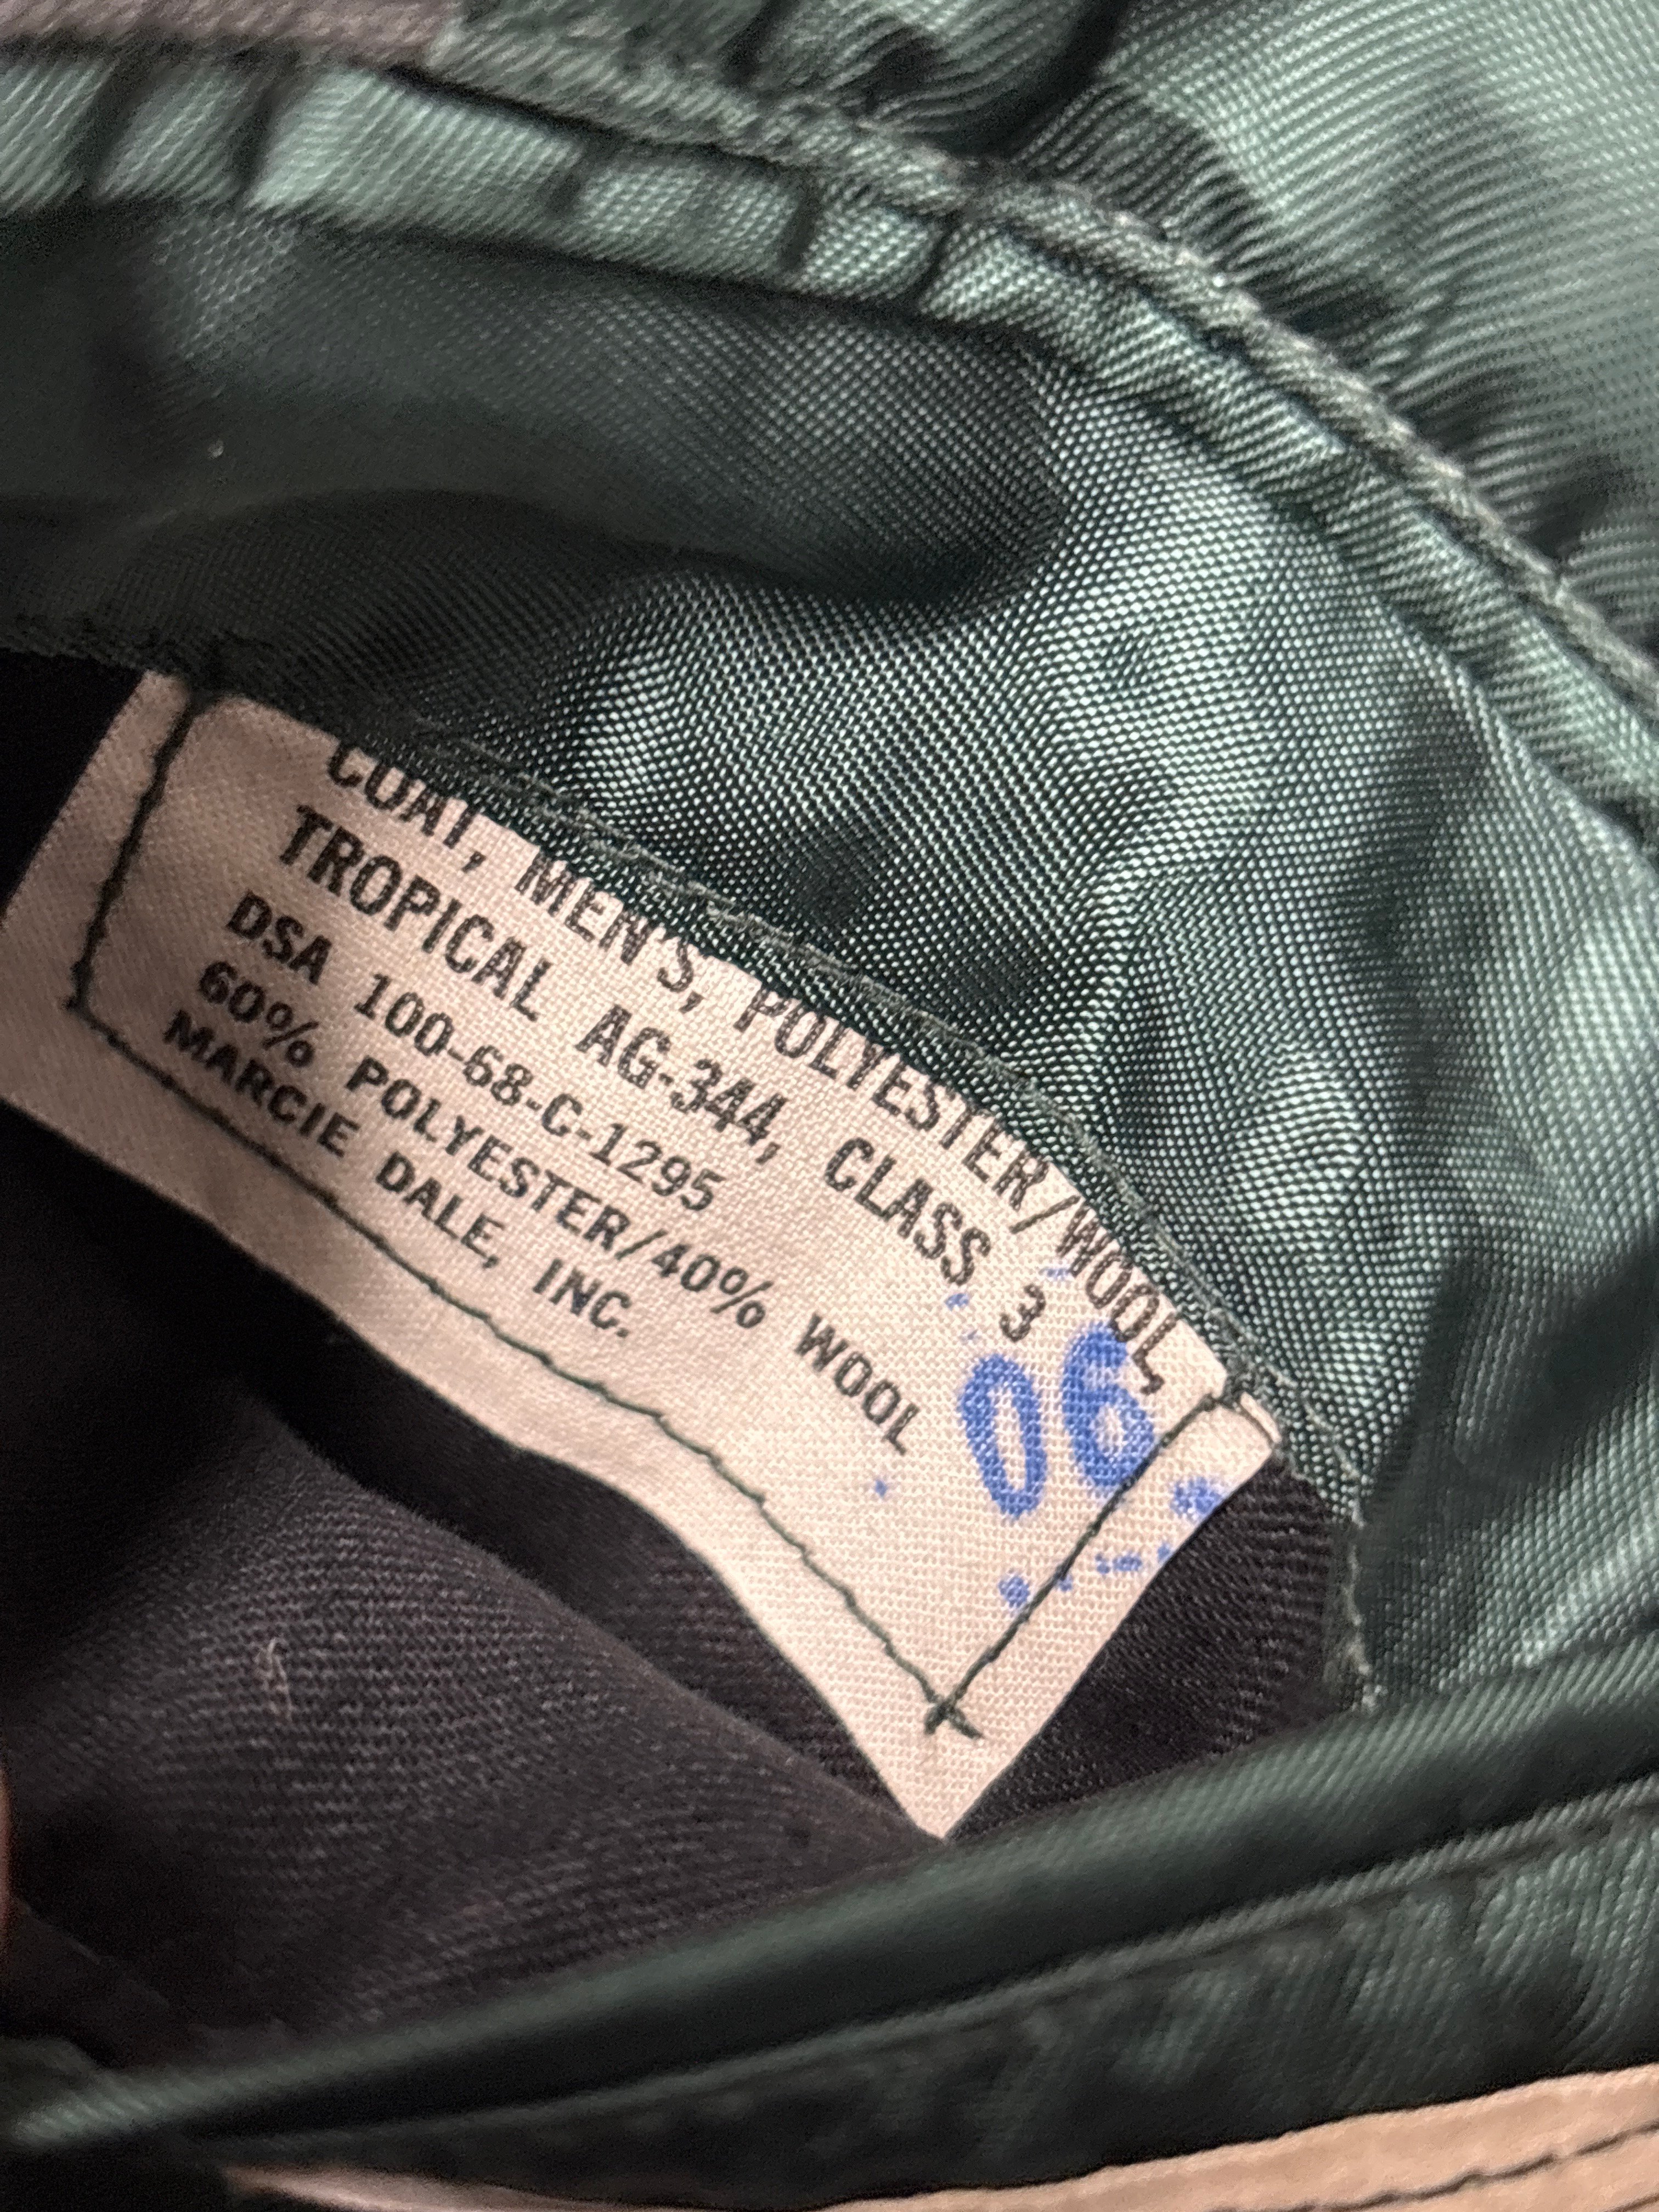 COAT, MEN'S, POLYESTER/WOOL,
TROPICAL AG-344, CLASS 3
DSA 100-68-C-1295
60% POLYESTER/40% WOOL
MARCIE DALE, INC.
06